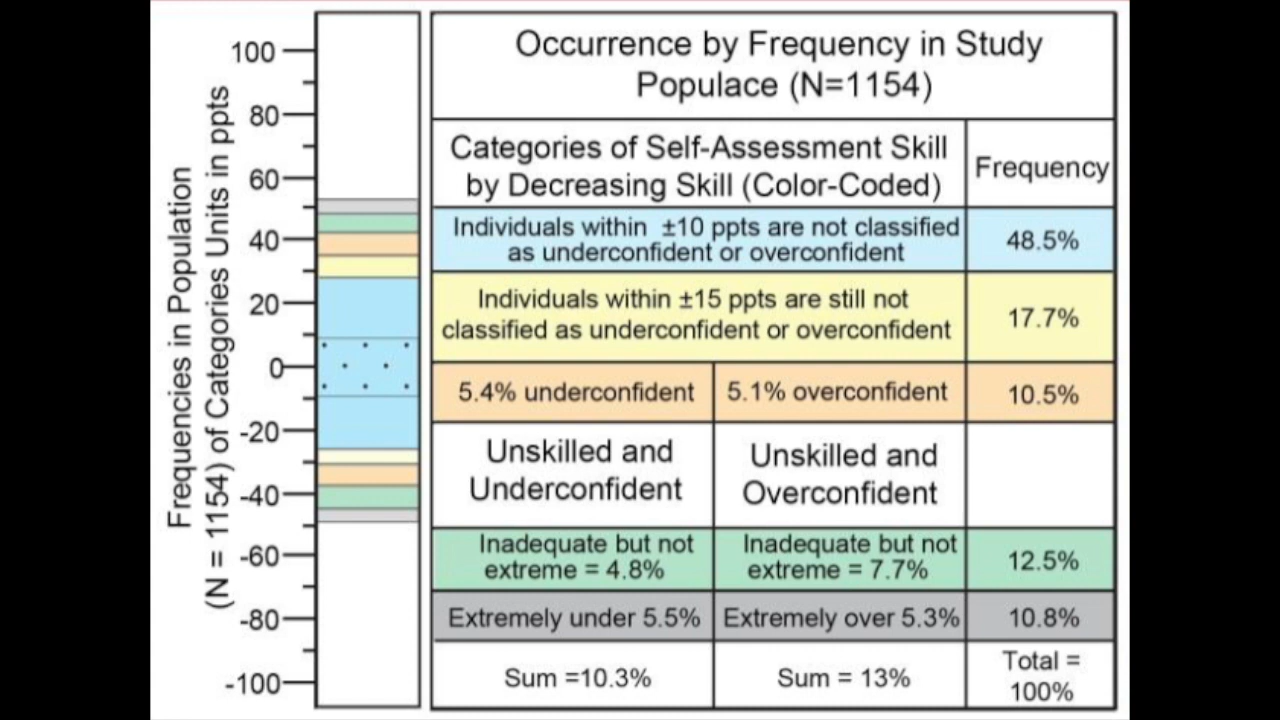 Frequencies in Population
(N = 1154) of Categories Units in ppts
100
80
60
40
20
0
-20
-40
-60
-80
-100
Occurrence by Frequency in Study
Populace (N=1154)
Categories of Self-Assessment Skill
by Decreasing Skill (Color-Coded)
Frequency
Individuals within ±10 ppts are not classified
as underconfident or overconfident
48.5%
Individuals within ±15 ppts are still not
classified as underconfident or overconfident
17.7%
5.4% underconfident
5.1% overconfident
10.5%
Unskilled and
Underconfident
Unskilled and
Overconfident
Inadequate but not
extreme = 4.8%
Inadequate but not
extreme = 7.7%
12.5%
Extremely under 5.5%
Extremely over 5.3%
10.8%
Sum =10.3%
Sum = 13%
Total =
100%